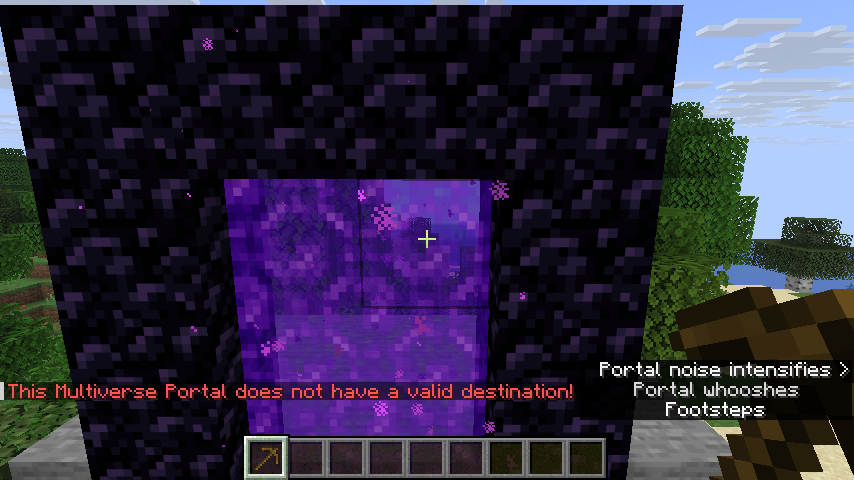 This Multiverse Portal does not have a valid destination!
Portal noise intensifies >
Portal whooshes
Footsteps